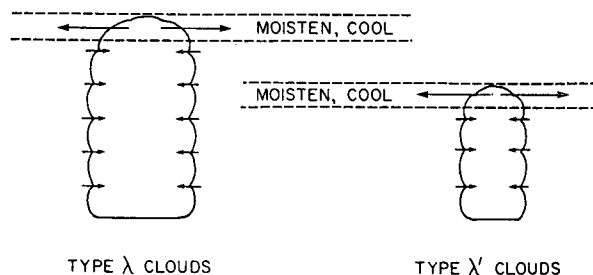 MOISTEN, COOL
MOISTEN, COOL
TYPE λ CLOUDS
TYPE λ' CLOUDS